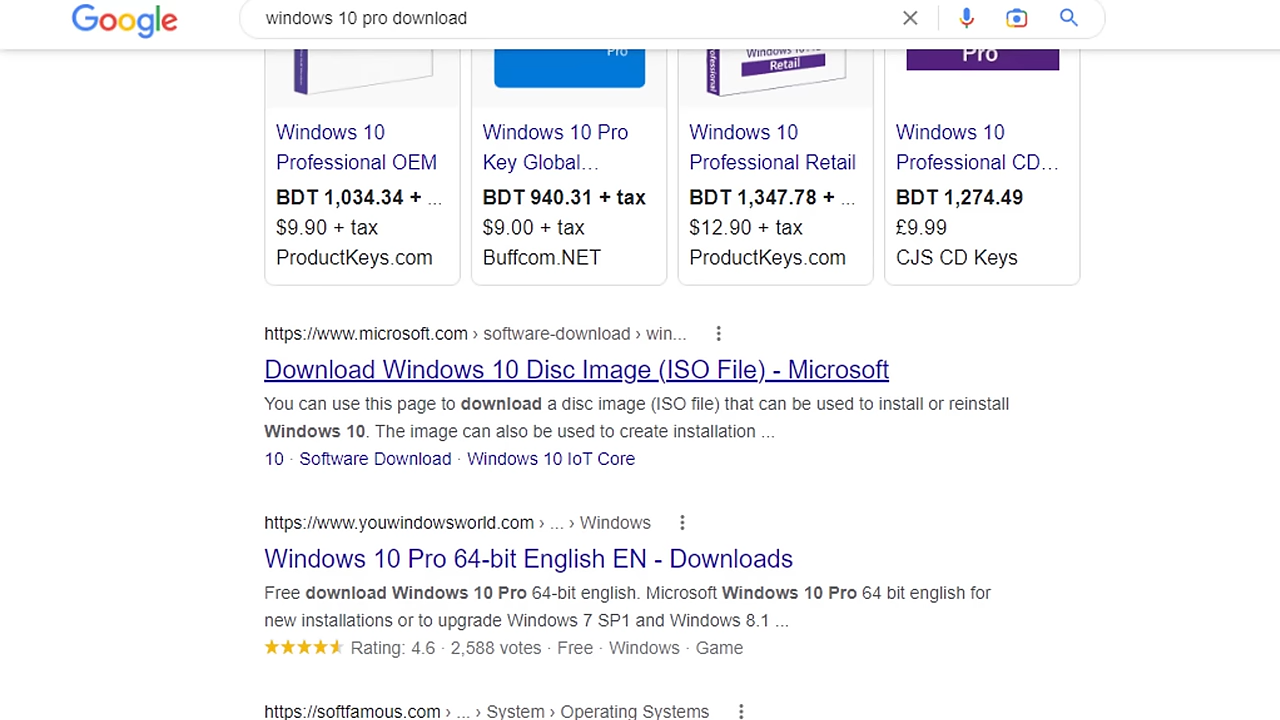 Google
windows 10 pro download
Pro
Windows 10
Retail
Professional
Pro
Windows 10
Professional OEM
BDT 1,034.34 + ...
$9.90 + tax
ProductKeys.com
Windows 10 Pro
Key Global...
BDT 940.31 + tax
$9.00 + tax
Buffcom.NET
Windows 10
Professional Retail
BDT 1,347.78 + ...
$12.90 + tax
ProductKeys.com
Windows 10
Professional CD...
BDT 1,274.49
£9.99
CJS CD Keys
https://www.microsoft.com › software-download › win...
Download Windows 10 Disc Image (ISO File) - Microsoft
You can use this page to download a disc image (ISO file) that can be used to install or reinstall
Windows 10. The image can also be used to create installation ...
10 · Software Download · Windows 10 IoT Core
https://www.youwindowsworld.com › ... › Windows
Windows 10 Pro 64-bit English EN - Downloads
Free download Windows 10 Pro 64-bit english. Microsoft Windows 10 Pro 64 bit english for
new installations or to upgrade Windows 7 SP1 and Windows 8.1 ...
Rating: 4.6 · 2,588 votes · Free · Windows · Game
https://softfamous.com › ... › System › Operating Systems